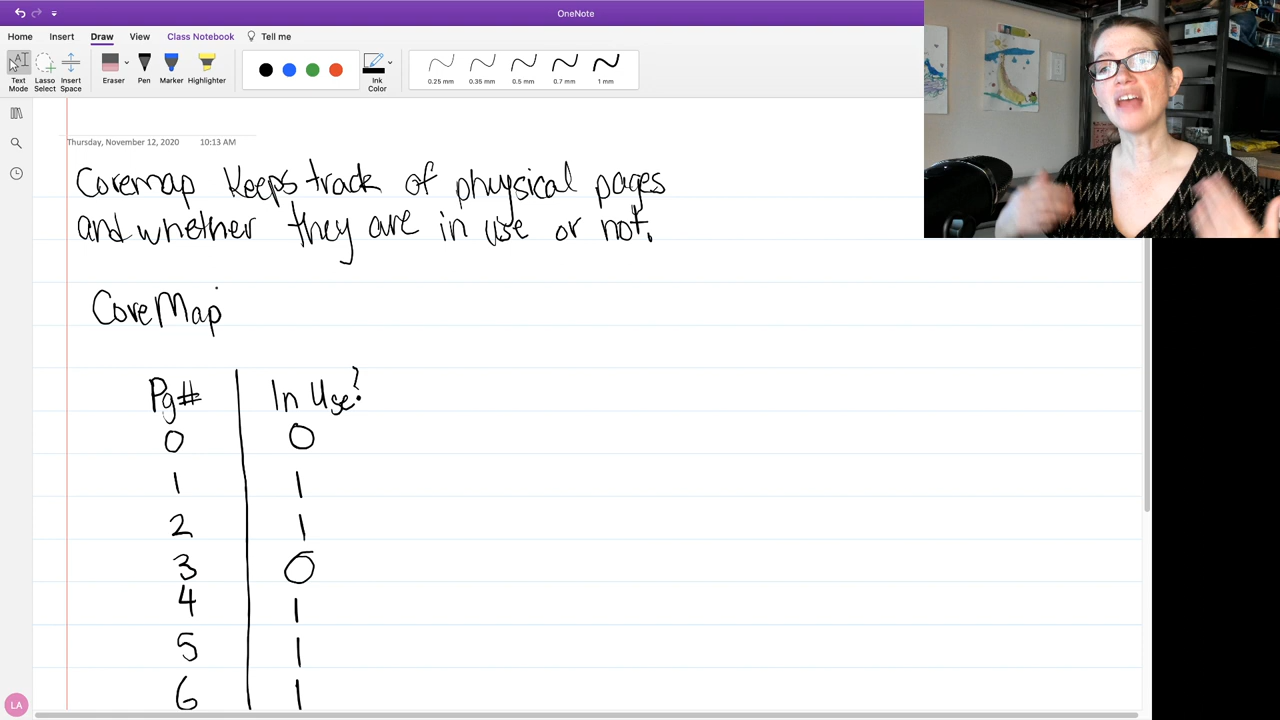 OneNote
Home Insert Draw View Class Notebook Tell me
Text Mode Lasso Select Insert Space Eraser Pen Marker Highlighter Ink Color 0.25 mm 0.35 mm 0.5 mm 0.7 mm 1 mm
Thursday, November 12, 2020 10:13 AM
Coremap keeps track of physical pages
and whether they are in use or not.
CoreMap
Pg# In Use?
0 0
1 1
2 1
3 0
4 1
5 1
6 1
LA